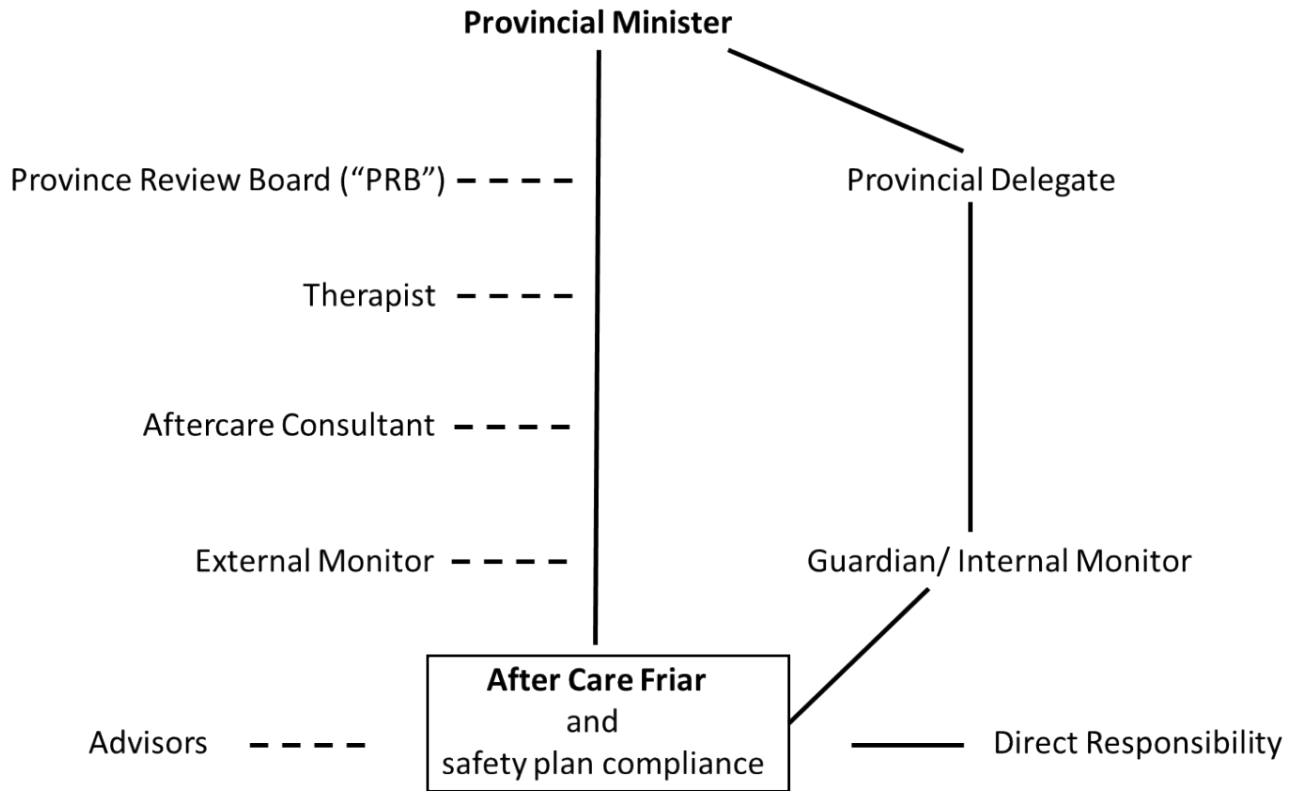 Provincial Minister
Province Review Board (“PRB”)
Provincial Delegate
Therapist
Aftercare Consultant
External Monitor
Guardian/ Internal Monitor
After Care Friar
and
safety plan compliance
Advisors
Direct Responsibility